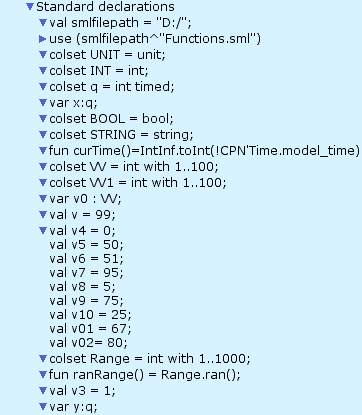 Standard declarations
val smlfilepath = "D:/";
use (smlfilepath^"Functions.sml")
colset UNIT = unit;
colset INT = int;
colset q = int timed;
var x:q;
colset BOOL = bool;
colset STRING = string;
fun curTime()=IntInf.toInt(!CPN'Time.model_time)
colset VV = int with 1..100;
colset VV1 = int with 1..100;
var v0 : VV;
val v = 99;
val v4 = 0;
val v5 = 50;
val v6 = 51;
val v7 = 95;
val v8 = 5;
val v9 = 75;
val v10 = 25;
val v01 = 67;
val v02= 80;
colset Range = int with 1..1000;
fun ranRange() = Range.ran();
val v3 = 1;
var y:q;